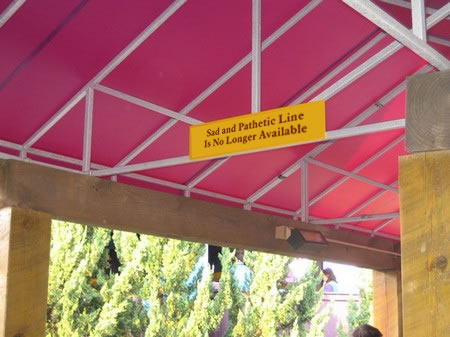 Sad and Pathetic Line
Is No Longer Available